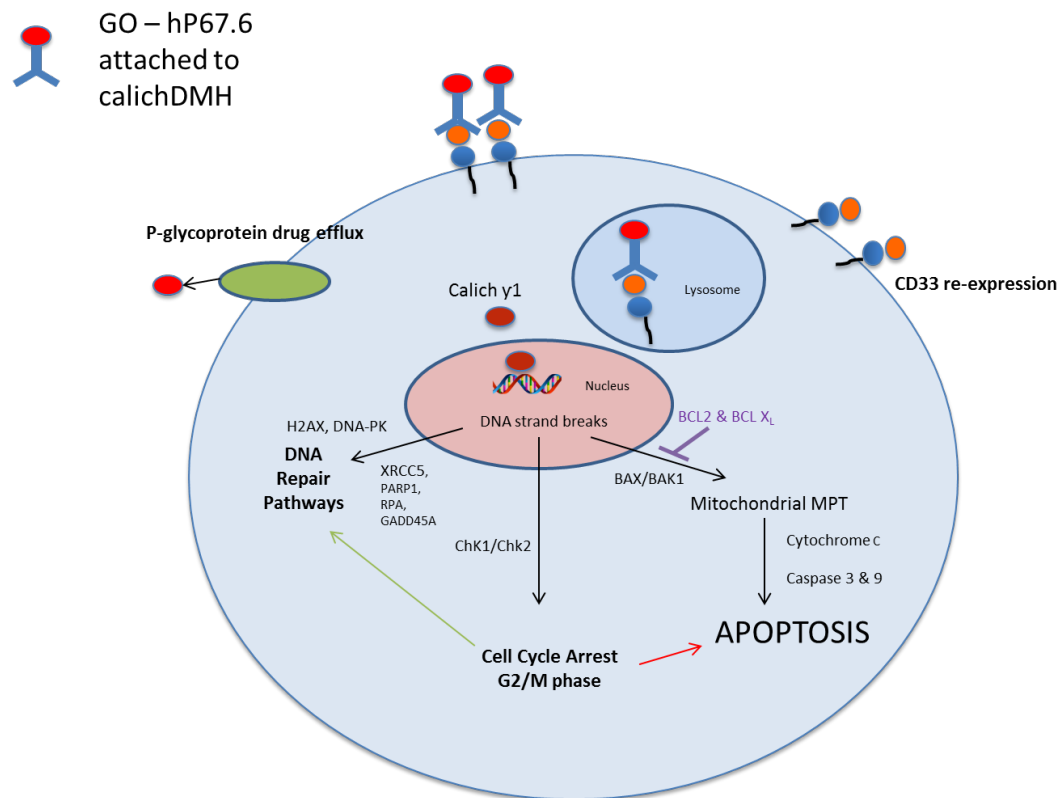 GO – hP67.6
attached to
calichDMH
P-glycoprotein drug efflux
Lysosome
CD33 re-expression
Calich γ1
Nucleus
DNA strand breaks
BCL2 & BCL XL
H2AX, DNA-PK
DNA
Repair
Pathways
XRCC5,
PARP1,
RPA,
GADD45A
BAX/BAK1
Mitochondrial MPT
ChK1/Chk2
Cytochrome c
Caspase 3 & 9
APOPTOSIS
Cell Cycle Arrest
G2/M phase